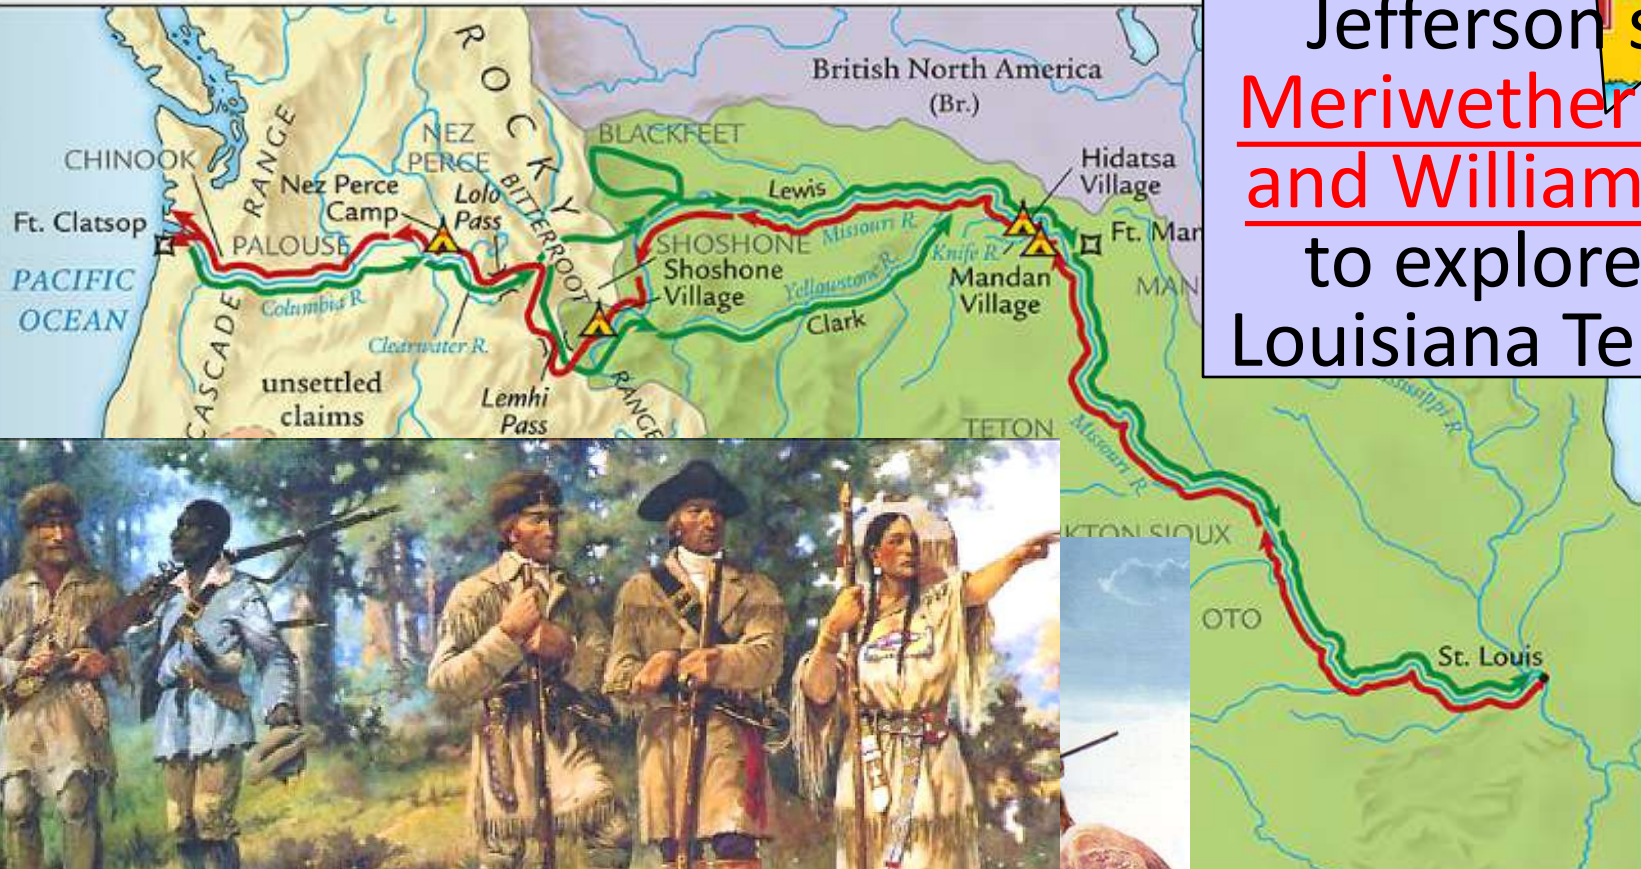 ROCKY
British North America
(Br.)
Jefferson s
Meriwether
and William
to explore
Louisiana Te
CHINOOK
RANGE
NEZ
PERCE
BLACKFEET
Hidatsa
Village
Nez Perce
Camp
Lolo
Pass
BITTERROOT
Lewis
Ft. Clatsop
PALOUSE
SHOSHONE
Missouri R.
Knife R.
Ft. Man
PACIFIC
OCEAN
Shoshone
Village
Yellowstone R.
Mandan
Village
MAN
Columbia R.
Clark
CASCADE
Clearwater R.
unsettled
claims
Lemhi
Pass
RANGE
TETON
Missouri R.
Mississippi R.
KTON SIOUX
OTO
St. Louis